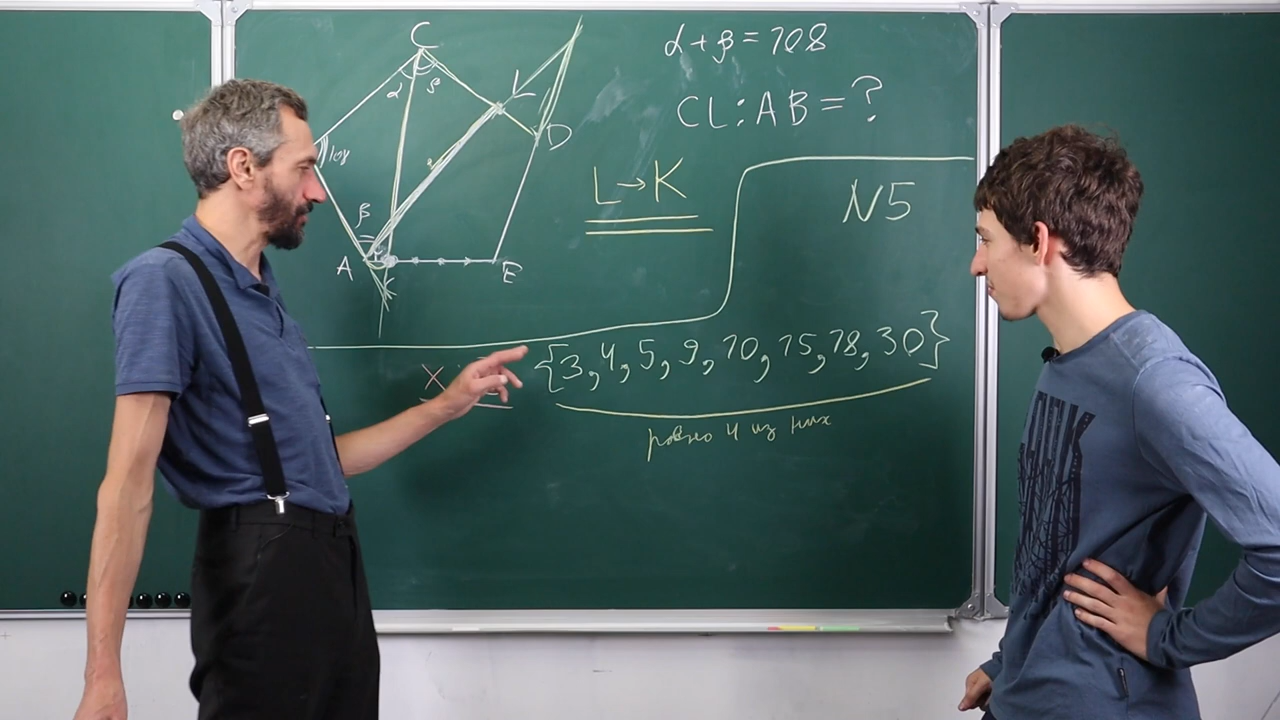 α+β=108
CL:AB=?
L→K
N5
C
α β
L
108
D
β
A
K
E
x
{3,4,5,9,10,15,18,30}
ровно 4 из них